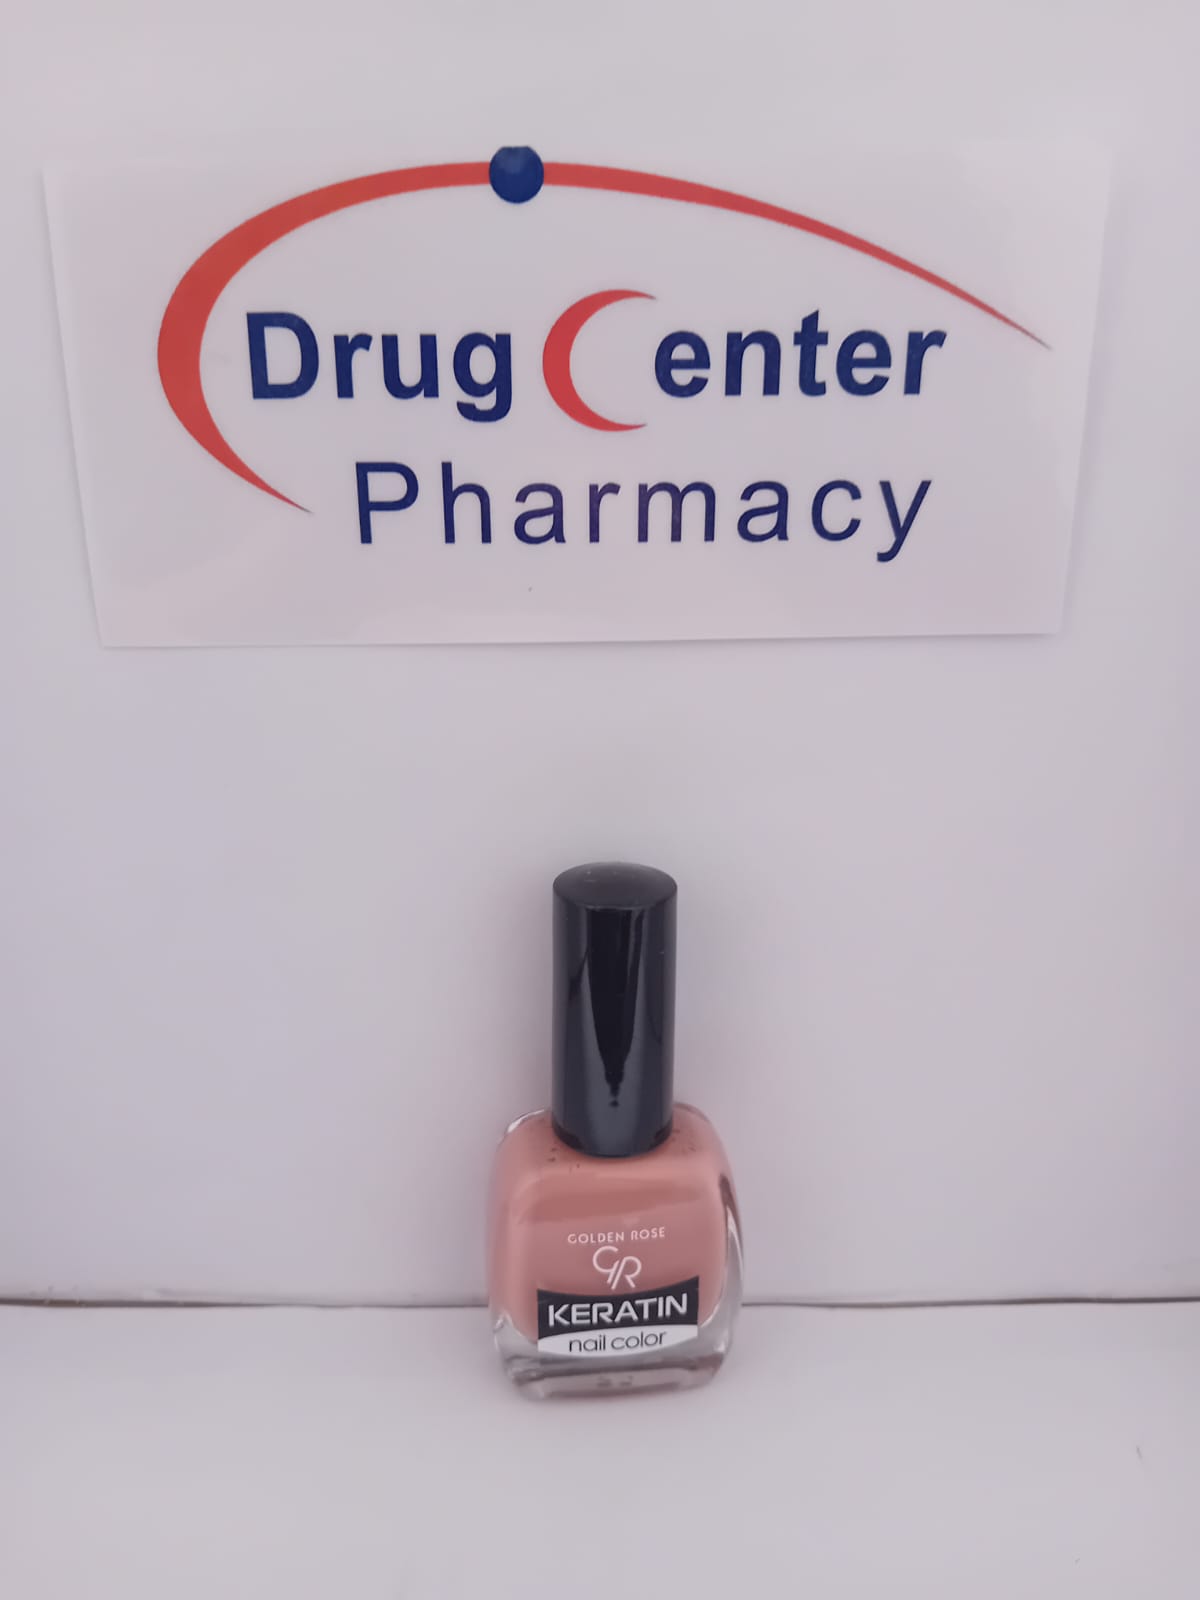 Drug Center
Pharmacy
GOLDEN ROSE
GR
KERATIN
nail color